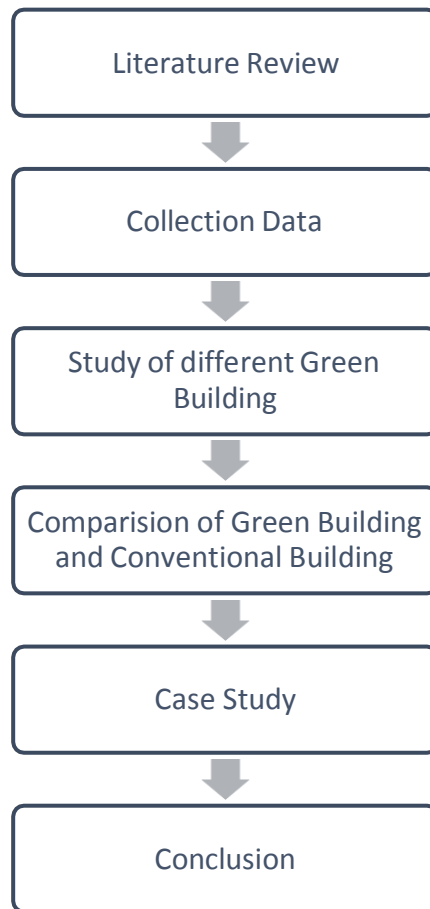 Literature Review
Collection Data
Study of different Green
Building
Comparision of Green Building
and Conventional Building
Case Study
Conclusion